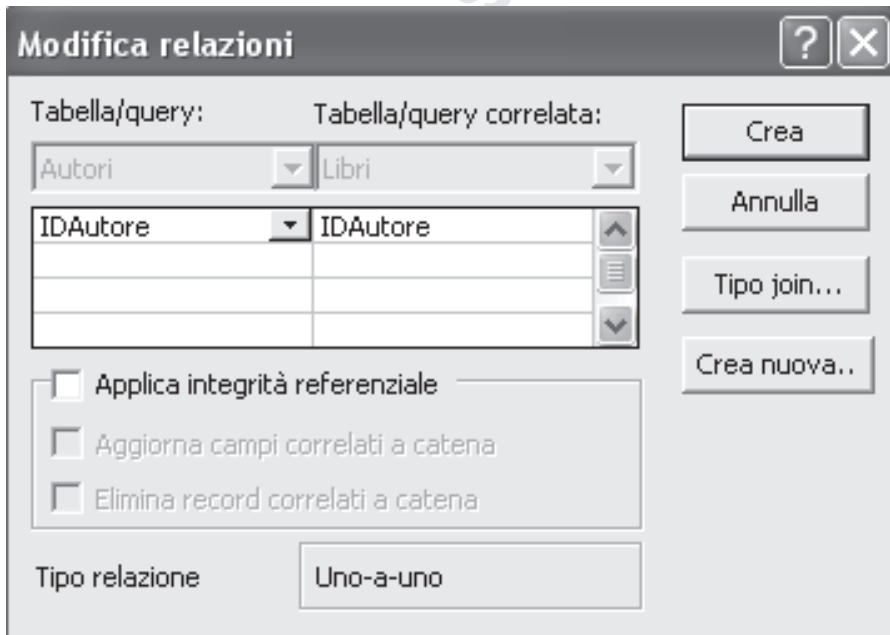 Modifica relazioni
Tabella/query:
Tabella/query correlata:
Autori
Libri
IDAutore
IDAutore
Applica integrità referenziale
Aggiorna campi correlati a catena
Elimina record correlati a catena
Tipo relazione
Uno-a-uno
Crea
Annulla
Tipo join...
Crea nuova..